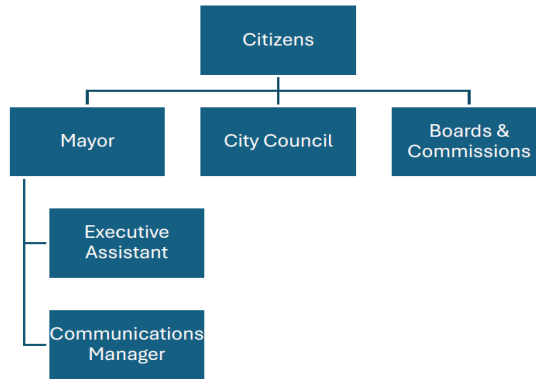 Citizens
Mayor
City Council
Boards &
Commissions
Executive
Assistant
Communications
Manager